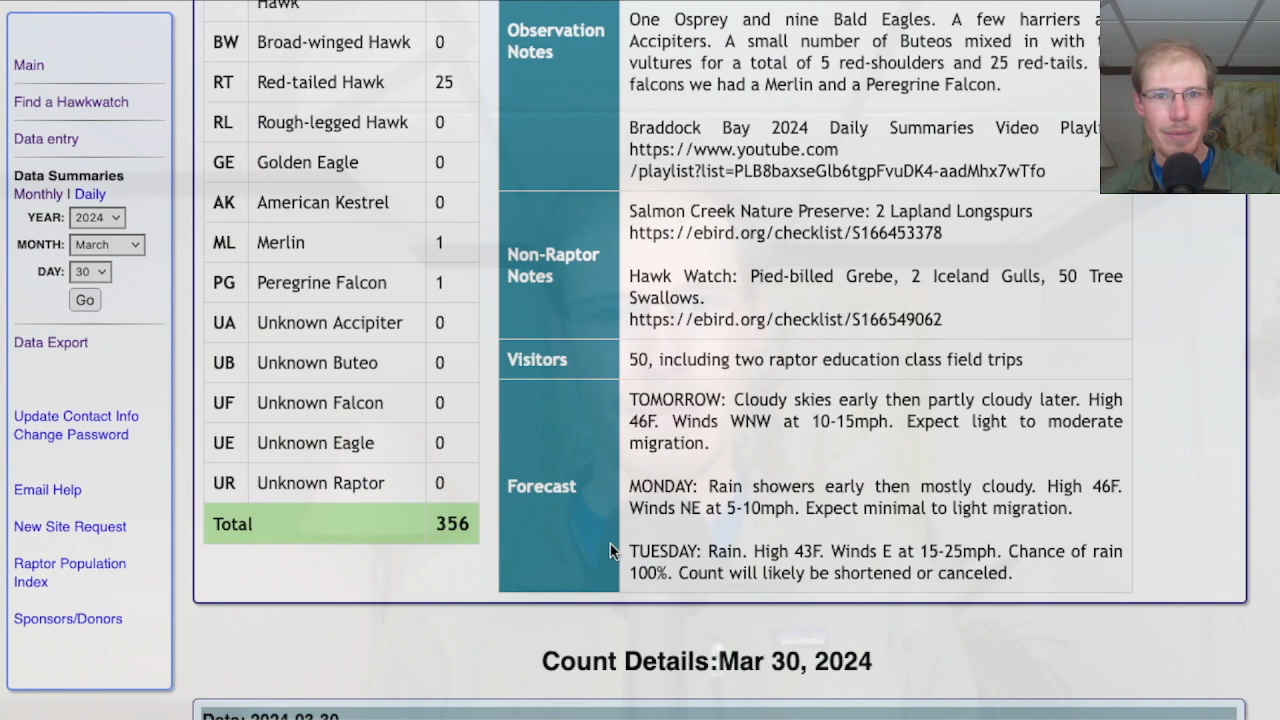 Main
Find a Hawkwatch
Data entry
Data Summaries
Monthly | Daily
YEAR: 2024
MONTH: March
DAY: 30
Go
Data Export
Update Contact Info
Change Password
Email Help
New Site Request
Raptor Population
Index
Sponsors/Donors
Hawk
BW Broad-winged Hawk 0
RT Red-tailed Hawk 25
RL Rough-legged Hawk 0
GE Golden Eagle 0
AK American Kestrel 0
ML Merlin 1
PG Peregrine Falcon 1
UA Unknown Accipiter 0
UB Unknown Buteo 0
UF Unknown Falcon 0
UE Unknown Eagle 0
UR Unknown Raptor 0
Total 356
Observation
Notes
One Osprey and nine Bald Eagles. A few harriers
Accipiters. A small number of Buteos mixed in with
vultures for a total of 5 red-shoulders and 25 red-tails.
falcons we had a Merlin and a Peregrine Falcon.
Braddock Bay 2024 Daily Summaries Video
https://www.youtube.com
/playlist?list=PLB8baxseGlb6tgpFvuDK4-aadMhx7wTfo
Non-Raptor
Notes
Salmon Creek Nature Preserve: 2 Lapland Longspurs
https://ebird.org/checklist/S166453378
Hawk Watch: Pied-billed Grebe, 2 Iceland Gulls, 50 Tree
Swallows.
https://ebird.org/checklist/S166549062
Visitors
50, including two raptor education class field trips
Forecast
TOMORROW: Cloudy skies early then partly cloudy later. High
46F. Winds WNW at 10-15mph. Expect light to moderate
migration.
MONDAY: Rain showers early then mostly cloudy. High 46F.
Winds NE at 5-10mph. Expect minimal to light migration.
TUESDAY: Rain. High 43F. Winds E at 15-25mph. Chance of rain
100%. Count will likely be shortened or canceled.
Count Details:Mar 30, 2024
Date: 2024-03-30